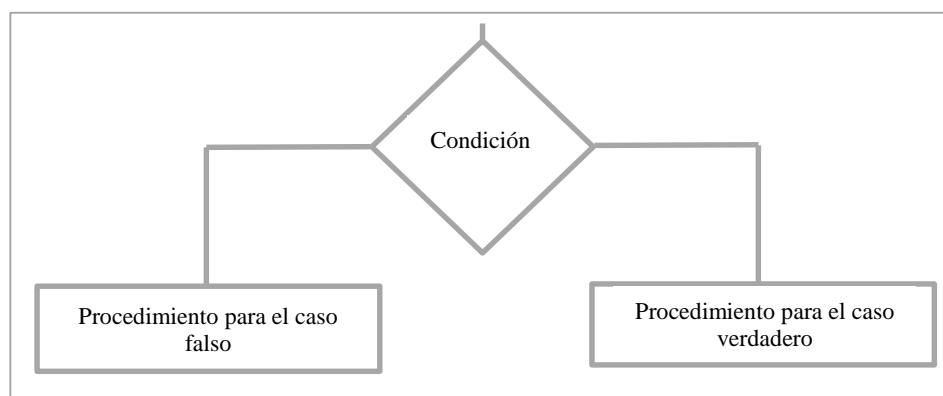 Condición
Procedimiento para el caso
falso
Procedimiento para el caso
verdadero